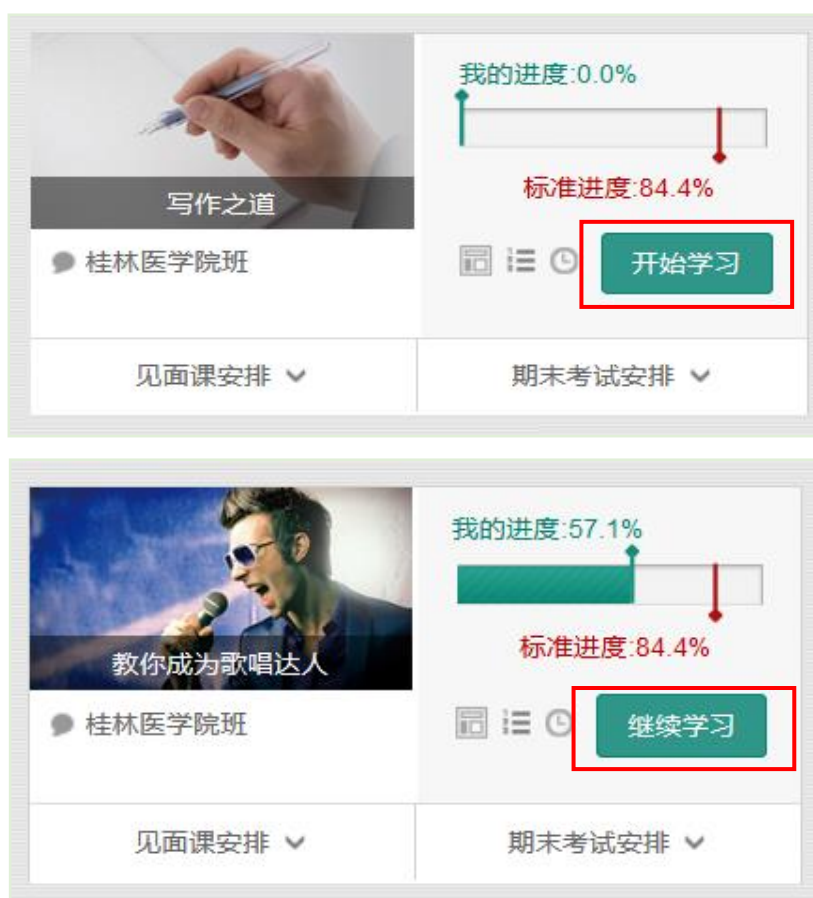 我的进度:0.0%
标准进度:84.4%
写作之道
桂林医学院班
开始学习
见面课安排
期末考试安排
我的进度:57.1%
标准进度:84.4%
教你成为歌唱达人
桂林医学院班
继续学习
见面课安排
期末考试安排